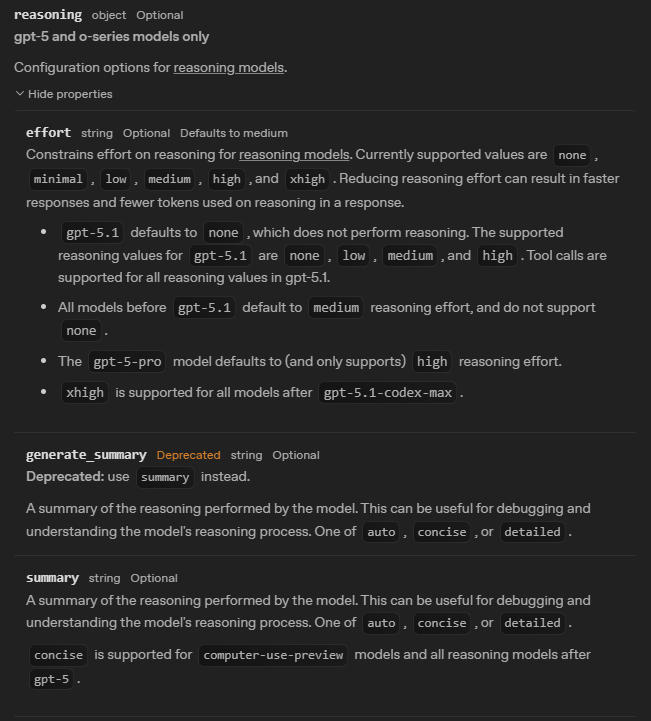 reasoning object Optional
gpt-5 and o-series models only
Configuration options for reasoning models.
Hide properties
effort string Optional Defaults to medium
Constrains effort on reasoning for reasoning models. Currently supported values are none ,
minimal , low , medium , high , and xhigh . Reducing reasoning effort can result in faster
responses and fewer tokens used on reasoning in a response.
• gpt-5.1 defaults to none , which does not perform reasoning. The supported
reasoning values for gpt-5.1 are none , low , medium , and high . Tool calls are
supported for all reasoning values in gpt-5.1.
• All models before gpt-5.1 default to medium reasoning effort, and do not support
none .
• The gpt-5-pro model defaults to (and only supports) high reasoning effort.
• xhigh is supported for all models after gpt-5.1-codex-max .
generate_summary Deprecated string Optional
Deprecated: use summary instead.
A summary of the reasoning performed by the model. This can be useful for debugging and
understanding the model's reasoning process. One of auto , concise , or detailed .
summary string Optional
A summary of the reasoning performed by the model. This can be useful for debugging and
understanding the model's reasoning process. One of auto , concise , or detailed .
concise is supported for computer-use-preview models and all reasoning models after
gpt-5 .